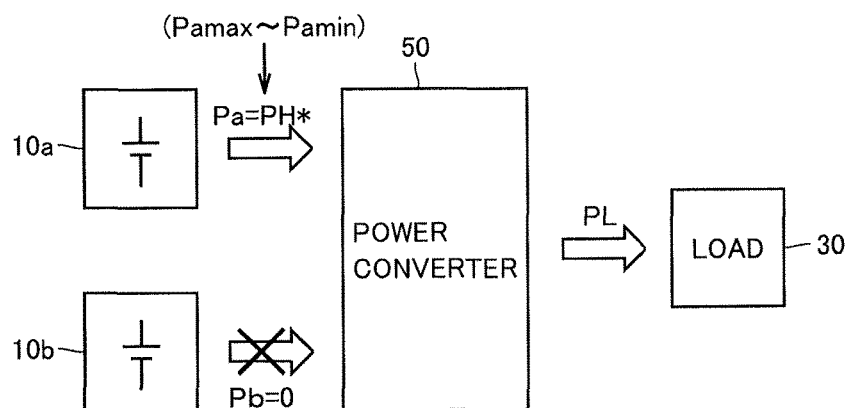 (Pamax～Pamin)
50
Pa=PH*
10a
PL
POWER
CONVERTER
LOAD
30
10b
Pb=0